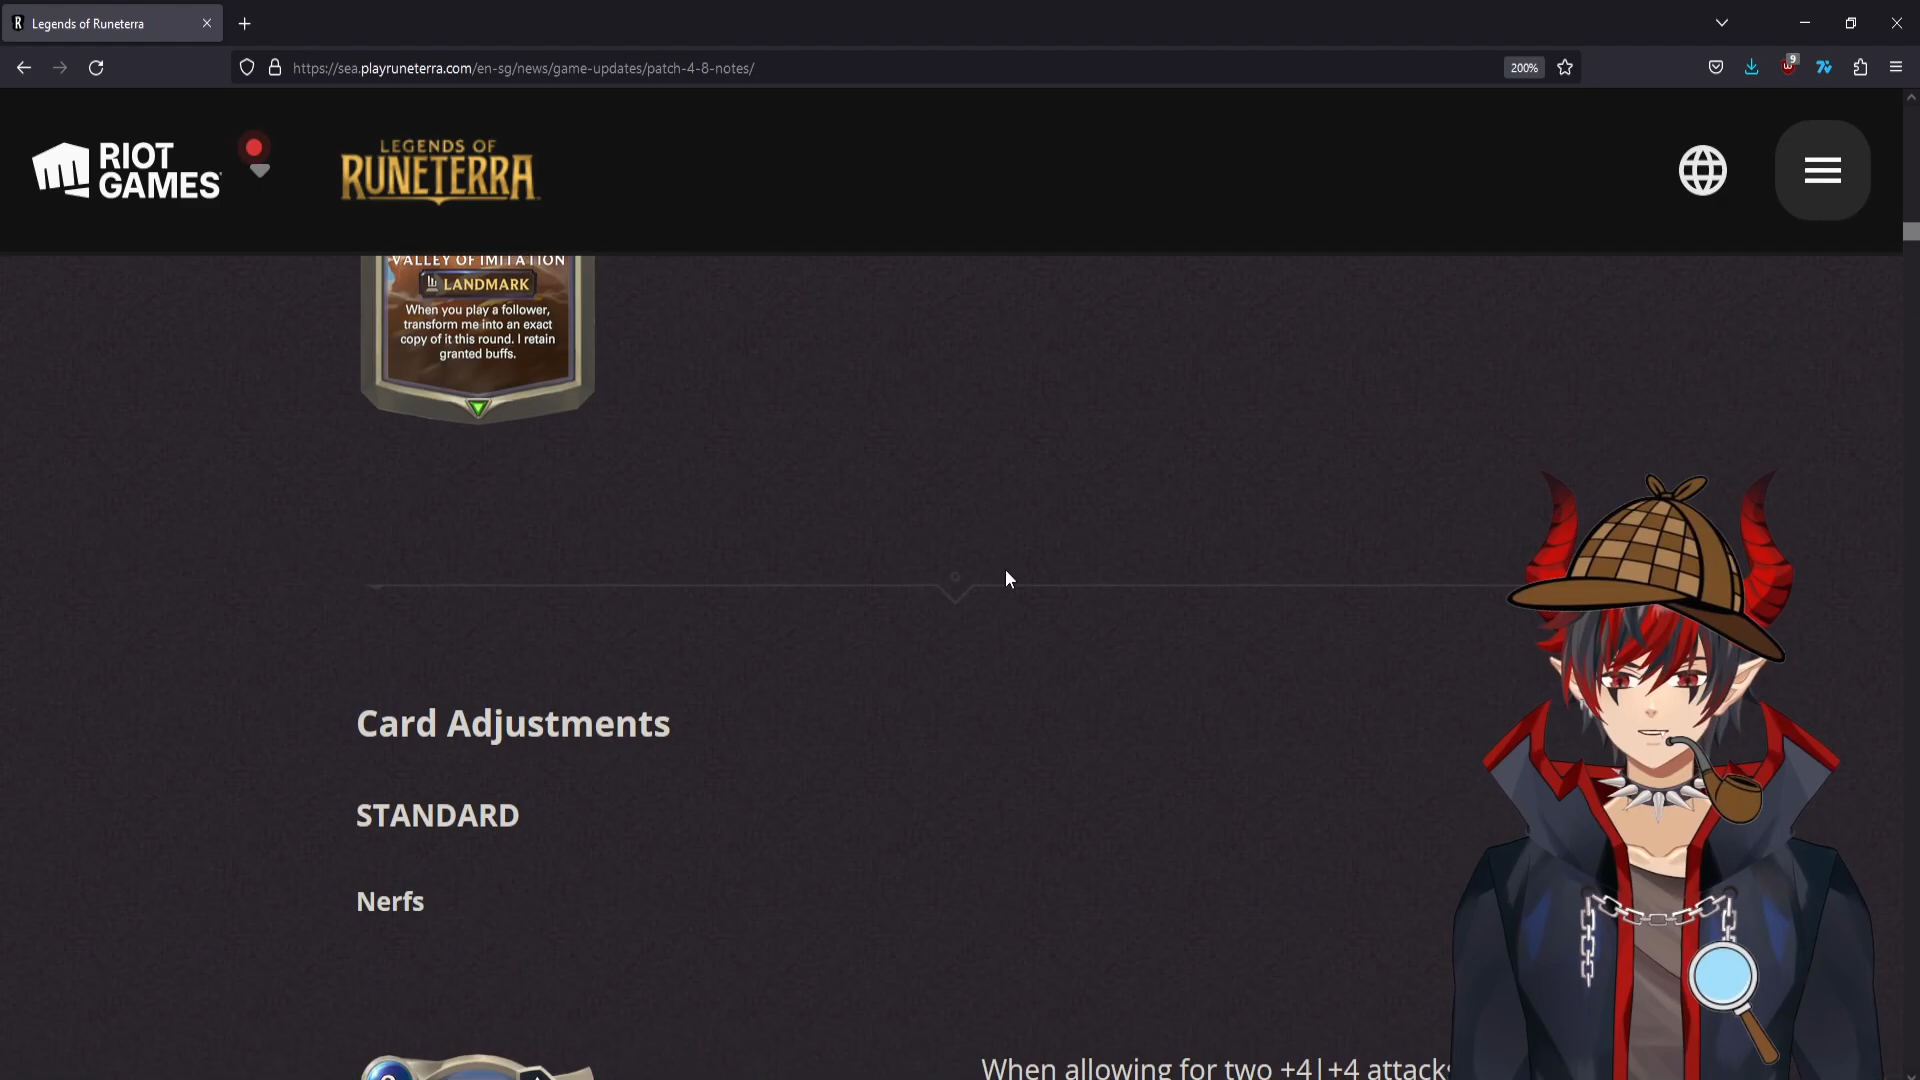 Legends of Runeterra
https://sea.playruneterra.com/en-sg/news/game-updates/patch-4-8-notes/
200%
9
RIOT
GAMES
LEGENDS OF
RUNETERRA
VALLEY OF IMITATION
LANDMARK
When you play a follower,
transform me into an exact
copy of it this round. I retain
granted buffs.
Card Adjustments
STANDARD
Nerfs
When allowing for two +4|+4 attacks